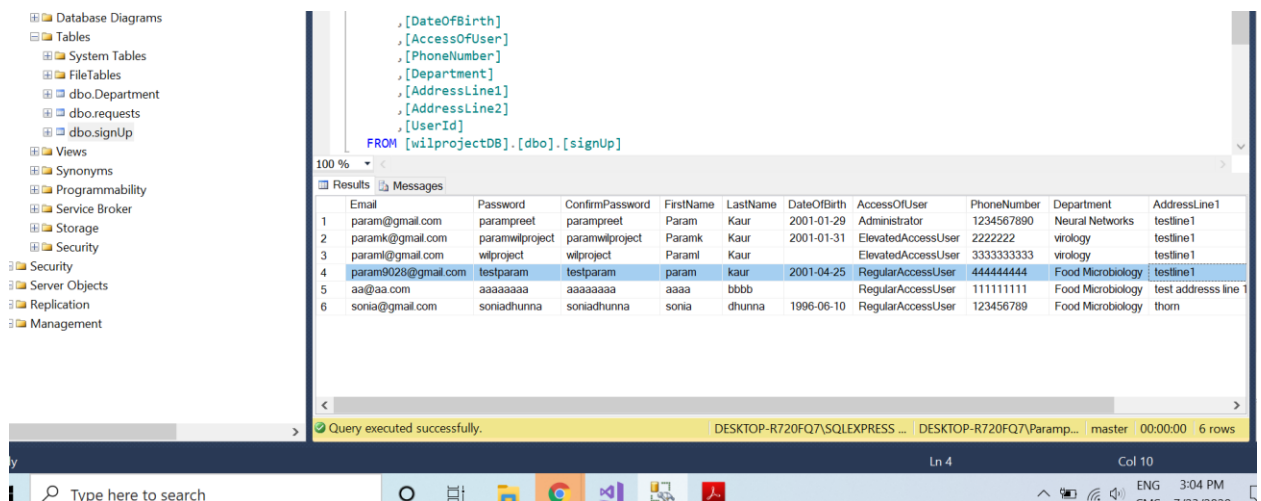 Database Diagrams
Tables
System Tables
FileTables
dbo.Department
dbo.requests
dbo.signUp
Views
Synonyms
Programmability
Service Broker
Storage
Security
Security
Server Objects
Replication
Management
,[DateOfBirth]
,[AccessOfUser]
,[PhoneNumber]
,[Department]
,[AddressLine1]
,[AddressLine2]
,[UserId]
FROM [wilprojectDB].[dbo].[signUp]
100 %
Results Messages
Email Password ConfirmPassword FirstName LastName DateOfBirth AccessOfUser PhoneNumber Department AddressLine1
1 param@gmail.com parampreet parampreet Param Kaur 2001-01-29 Administrator 1234567890 Neural Networks testline1
2 paramk@gmail.com paramwilproject paramwilproject Paramk Kaur 2001-01-31 ElevatedAccessUser 2222222 virology testline1
3 paraml@gmail.com wilproject wilproject Paraml Kaur ElevatedAccessUser 3333333333 virology testline1
4 param9028@gmail.com testparam testparam param kaur 2001-04-25 RegularAccessUser 444444444 Food Microbiology testline1
5 aa@aa.com aaaaaaaa aaaaaaaa aaaa bbbb RegularAccessUser 111111111 Food Microbiology test addresss line 1
6 sonia@gmail.com soniadhunna soniadhunna sonia dhunna 1996-06-10 RegularAccessUser 123456789 Food Microbiology thorn
Query executed successfully. DESKTOP-R720FQ7\SQLEXPRESS ... DESKTOP-R720FQ7\Paramp... master 00:00:00 6 rows
Ln 4 Col 10
Type here to search
ENG 3:04 PM